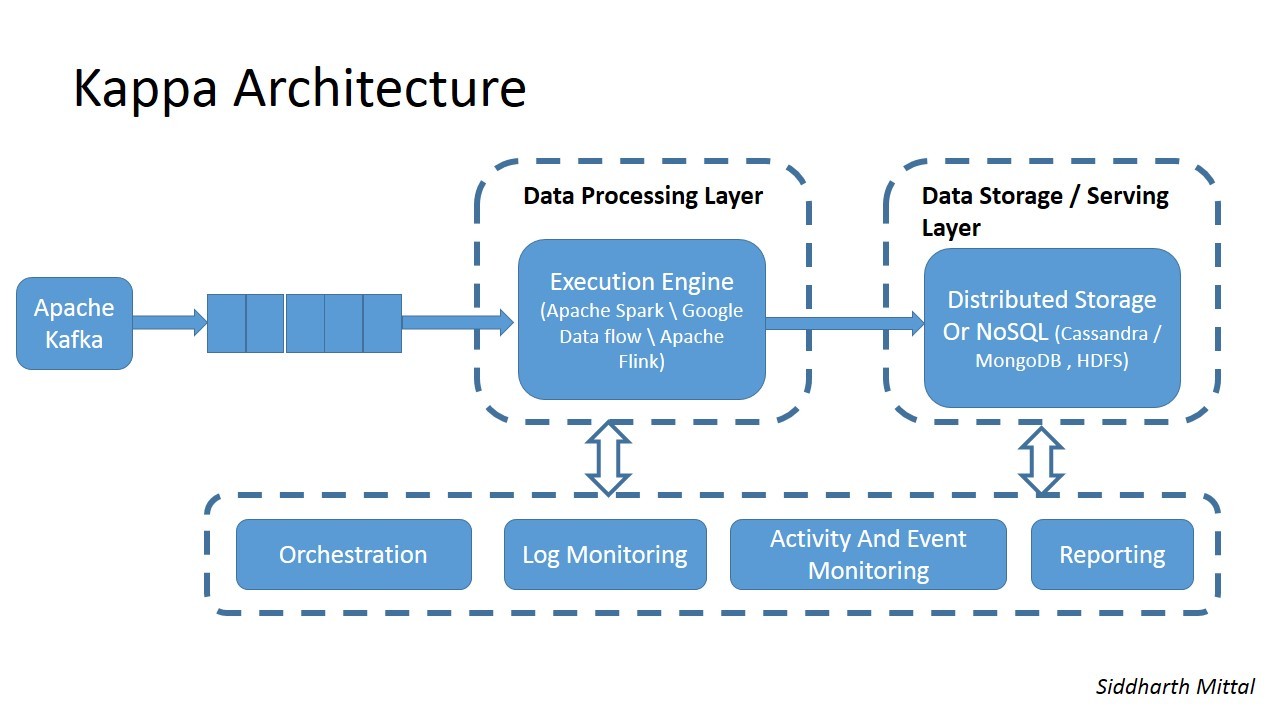 Kappa Architecture
Data Processing Layer
Data Storage / Serving
Layer
Apache
Kafka
Execution Engine
(Apache Spark \ Google
Data flow \ Apache
Flink)
Distributed Storage
Or NoSQL (Cassandra /
MongoDB , HDFS)
Orchestration
Log Monitoring
Activity And Event
Monitoring
Reporting
Siddharth Mittal